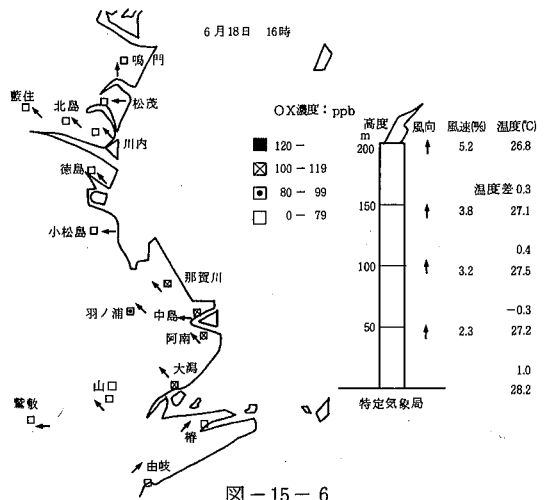 6月18日 16時
鳴門
藍住
北島
松茂
川内
徳島
小松島
那賀川
羽ノ浦
中島
阿南
大潟
山口
鷲敷
椿
由岐
OX濃度：ppb
120－
100－119
80－99
0－79
高度 風向 風速(%) 温度(℃)
m
200 5.2 26.8
温度差 0.3
150 3.8 27.1
0.4
100 3.2 27.5
－0.3
50 2.3 27.2
1.0
28.2
特定気象局
図－15－6